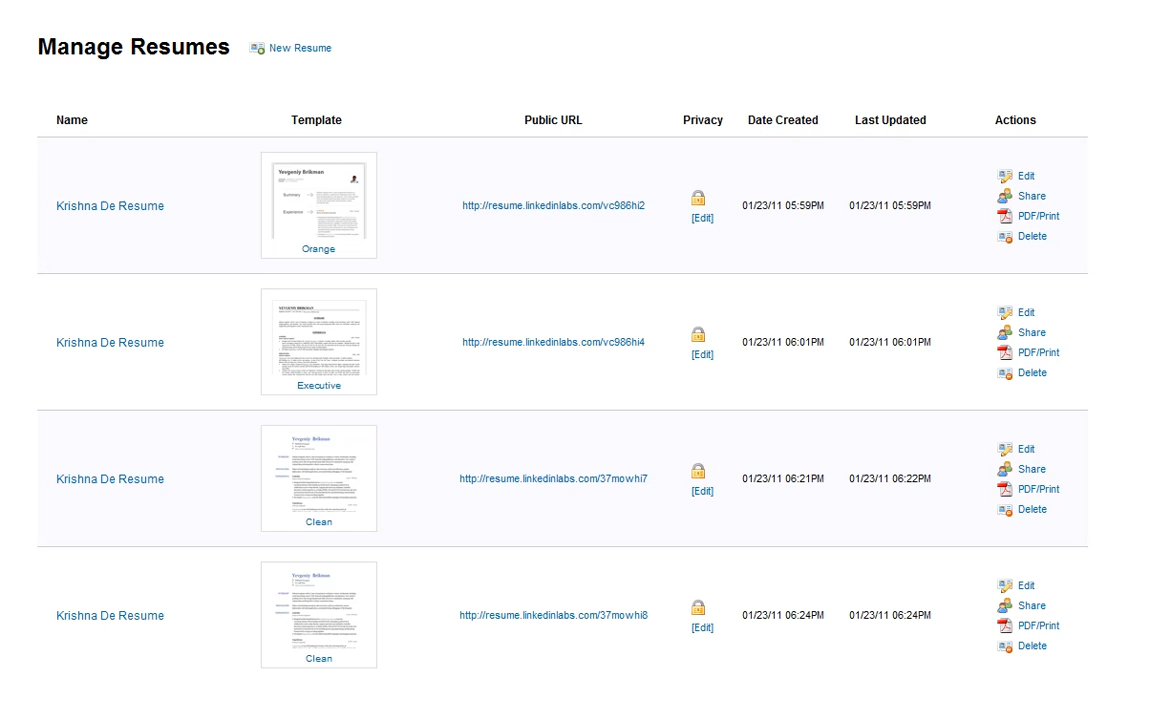 Manage Resumes New Resume
Name Template Public URL Privacy Date Created Last Updated Actions
Yevgeniy Brikman
Summary
Experience
Orange
Krishna De Resume
http://resume.linkedinlabs.com/vc986hi2
[Edit]
01/23/11 05:59PM
01/23/11 05:59PM
Edit
Share
PDF/Print
Delete
YEVGENIY BRIKMAN
Executive
Krishna De Resume
http://resume.linkedinlabs.com/vc986hi4
[Edit]
01/23/11 06:01PM
01/23/11 06:01PM
Edit
Share
PDF/Print
Delete
Yevgeniy Brikman
Clean
Krishna De Resume
http://resume.linkedinlabs.com/37mowhi7
[Edit]
01/23/11 06:21PM
01/23/11 06:22PM
Edit
Share
PDF/Print
Delete
Yevgeniy Brikman
Clean
Krishna De Resume
http://resume.linkedinlabs.com/37mowhi8
[Edit]
01/23/11 06:24PM
01/23/11 06:24PM
Edit
Share
PDF/Print
Delete